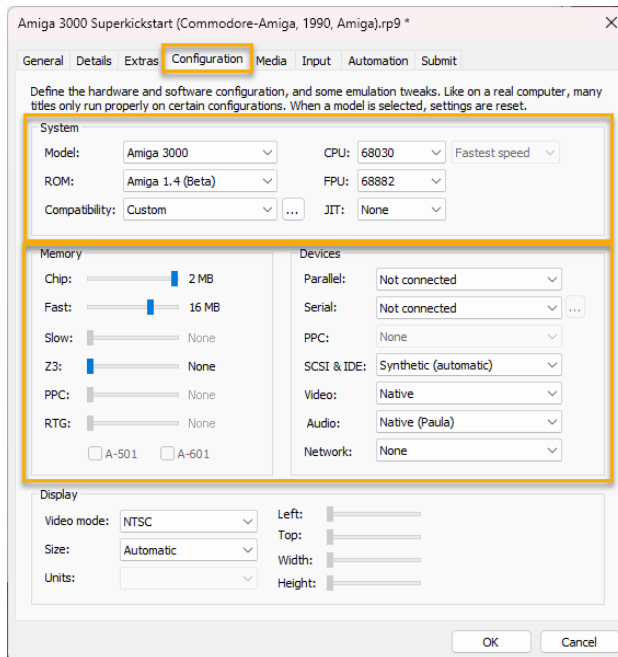 Amiga 3000 Superkickstart (Commodore-Amiga, 1990, Amiga).rp9 *
General Details Extras Configuration Media Input Automation Submit
Define the hardware and software configuration, and some emulation tweaks. Like on a real computer, many
titles only run properly on certain configurations. When a model is selected, settings are reset.
System
Model: Amiga 3000 CPU: 68030 Fastest speed
ROM: Amiga 1.4 (Beta) FPU: 68882
Compatibility: Custom ... JIT: None
Memory
Chip: 2 MB
Fast: 16 MB
Slow: None
Z3: None
PPC: None
RTG: None
A-501 A-601
Devices
Parallel: Not connected
Serial: Not connected ...
PPC: None
SCSI & IDE: Synthetic (automatic)
Video: Native
Audio: Native (Paula)
Network: None
Display
Video mode: NTSC
Size: Automatic
Units:
Left:
Top:
Width:
Height:
OK Cancel